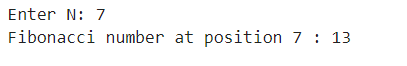 Enter N: 7
Fibonacci number at position 7 : 13